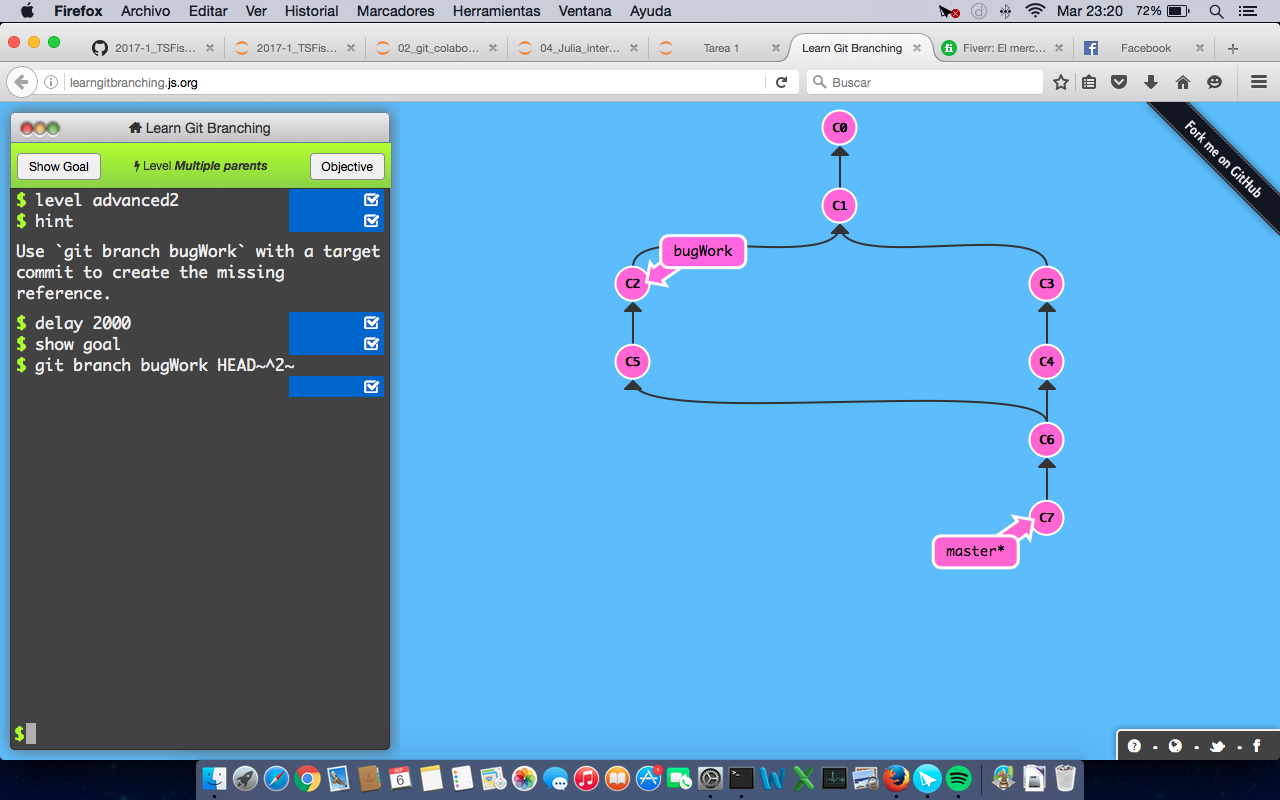 Firefox Archivo Editar Ver Historial Marcadores Herramientas Ventana Ayuda Mar 23:20 72%
2017-1_TSFis... 2017-1_TSFis... 02_git_colabo... 04_Julia_inter... Tarea 1 Learn Git Branching Fiverr: El merc... Facebook
learngitbranching.js.org Buscar
Learn Git Branching
Show Goal Level Multiple parents Objective
$ level advanced2
$ hint
Use `git branch bugWork` with a target
commit to create the missing
reference.
$ delay 2000
$ show goal
$ git branch bugWork HEAD~^2~
$
C0
C1
bugWork
C2 C3
C5 C4
C6
C7
master*
Fork me on GitHub